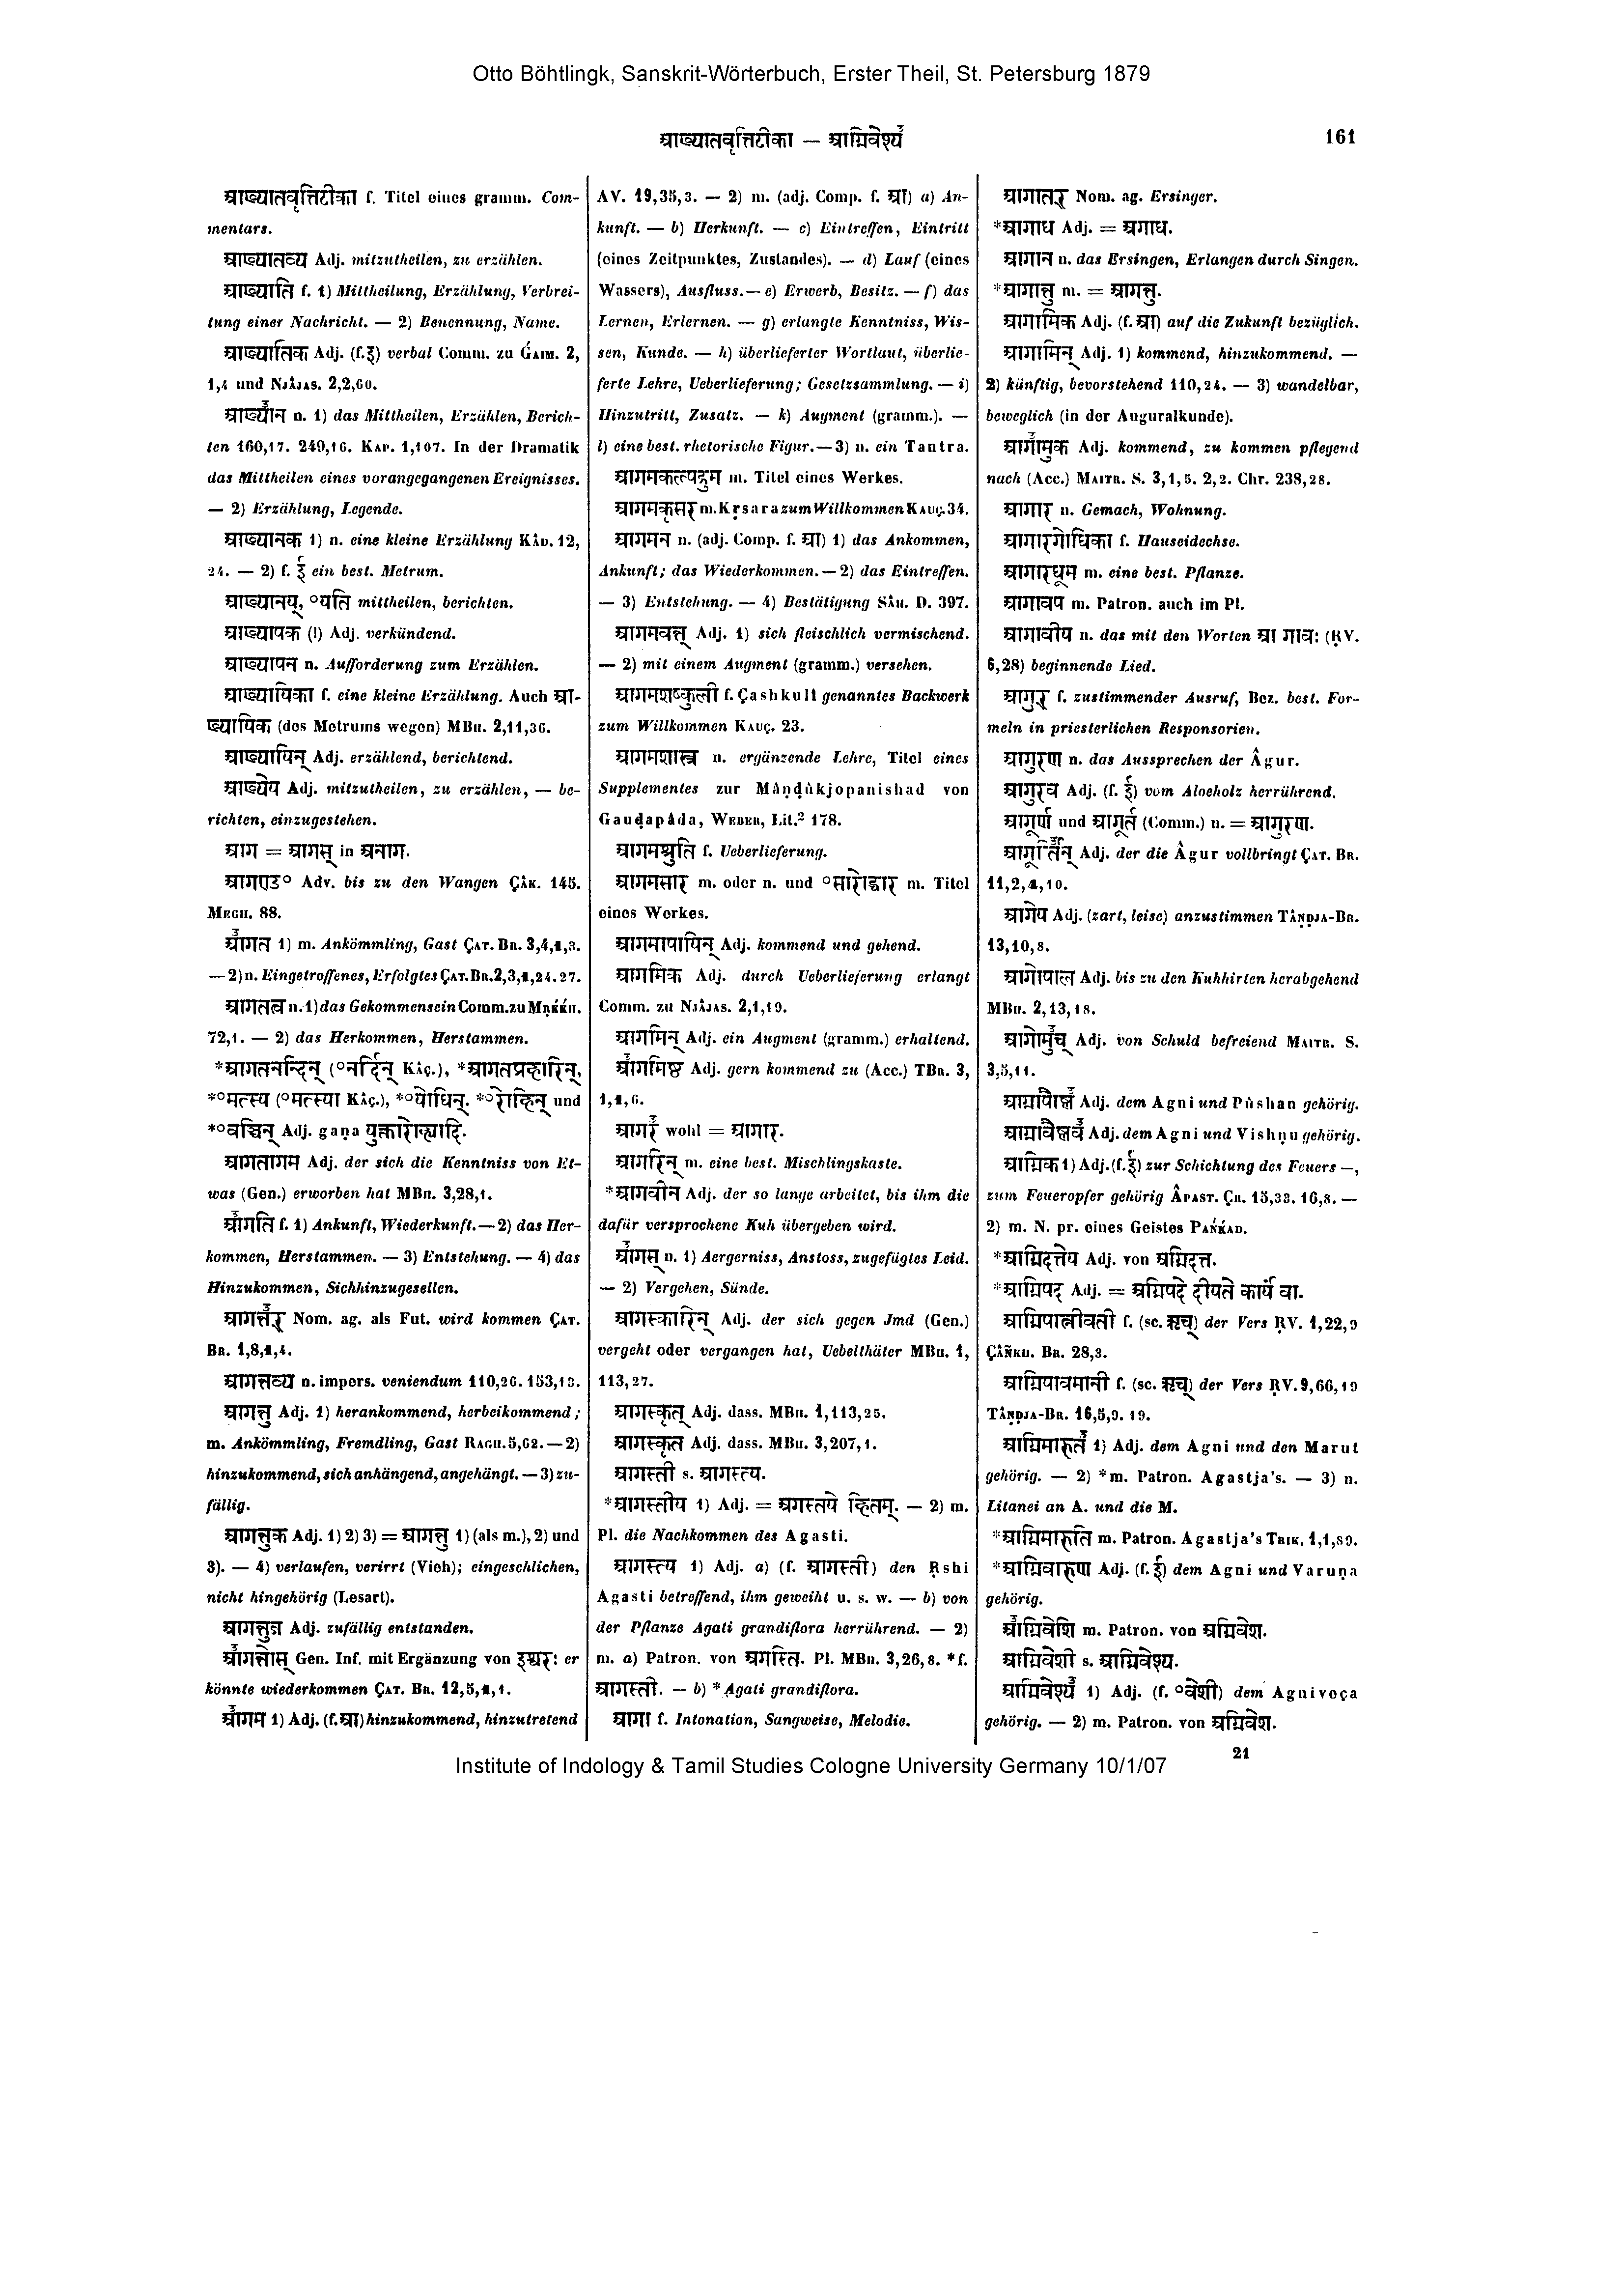 Otto Böhtlingk, Sanskrit-Wörterbuch, Erster Theil, St. Petersburg 1879
आख्यातवृत्तिटीका — आग्निवेश्य 161
आख्यातवृत्तिटीका f. Titel eines gramm. Com-
mentars.
आख्यातव्य Adj. mitzutheilen, zu erzählen.
आख्याति f. 1) Mittheilung, Erzählung, Verbrei-
tung einer Nachricht. — 2) Benennung, Name.
आख्यातिक Adj. (f. ई) verbal Comm. zu Ǵaim. 2,
1,4 und Njâjas. 2,2,60.
आख्यान n. 1) das Mittheilen, Erzählen, Berich-
ten 160,17. 249,16. Kap. 1,107. In der Dramatik
das Mittheilen eines vorangegangenen Ereignisses.
— 2) Erzählung, Legende.
आख्यानक 1) n. eine kleine Erzählung Kâd. 12,
24. — 2) f. ई ein best. Metrum.
आख्यानय्, °यति mittheilen, berichten.
आख्यापक (!) Adj. verkündend.
आख्यापन n. Aufforderung zum Erzählen.
आख्यायिका f. eine kleine Erzählung. Auch आ-
ख्यायिक (des Metrums wegen) MBh. 2,11,36.
आख्यायिन् Adj. erzählend, berichtend.
आख्येय Adj. mitzutheilen, zu erzählen, — be-
richten, einzugestehen.
आग = आगस् in अनाग.
आगण्ड° Adv. bis zu den Wangen Çâk. 145.
Megh. 88.
आगत 1) m. Ankömmling, Gast Çat. Br. 3,4,1,3.
— 2) n. Eingetroffenes, Erfolgtes Çat. Br. 2,3,1,24. 27.
आगतत्व n. 1) das Gekommensein Comm. zu Mṛḱḱh.
72,1. — 2) das Herkommen, Herstammen.
*आगतनन्दिन् (°नर्दिन् Kâç.), *आगतप्रहारिन्,
*°मत्स्य (°मत्स्या Kâç.), *°योधिन्, *°रोहिन् und
*°वञ्चिन् Adj. gaṇa युक्तारोह्यादि.
आगतागम Adj. der sich die Kenntniss von Et-
was (Gen.) erworben hat MBh. 3,28,1.
आगति f. 1) Ankunft, Wiederkunft. — 2) das Her-
kommen, Herstammen. — 3) Entstehung. — 4) das
Hinzukommen, Sichhinzugesellen.
आगन्तर् Nom. ag. als Fut. wird kommen Çat.
Br. 1,8,1,4.
आगन्तव्य n. impers. veniendum 110,26. 153,13.
आगन्तु Adj. 1) herankommend, herbeikommend;
m. Ankömmling, Fremdling, Gast Ragh. 5,62. — 2)
hinzukommend, sich anhängend, angehängt. — 3) zu-
fällig.
आगन्तुक Adj. 1) 2) 3) = आगन्तु 1) (als m.), 2) und
3). — 4) verlaufen, verirrt (Vieh); eingeschlichen,
nicht hingehörig (Lesart).
आगन्तुज Adj. zufällig entstanden.
आगन्तोस् Gen. Inf. mit Ergänzung von ईश्वरः er
könnte wiederkommen Çat. Br. 12,5,1,1.
आगम 1) Adj. (f. आ) hinzukommend, hinzutretend
AV. 19,35,3. — 2) m. (adj. Comp. f. आ) a) An-
kunft. — b) Herkunft. — c) Eintreffen, Eintritt
(eines Zeitpunktes, Zustandes). — d) Lauf (eines
Wassers), Ausfluss. — e) Erwerb, Besitz. — f) das
Lernen, Erlernen. — g) erlangte Kenntniss, Wis-
sen, Kunde. — h) überlieferter Wortlaut, überlie-
ferte Lehre, Ueberlieferung; Gesetzsammlung. — i)
Hinzutritt, Zusatz. — k) Augment (gramm.). —
l) eine best. rhetorische Figur. — 3) n. ein Tantra.
आगमकल्पद्रुम m. Titel eines Werkes.
आगमकृसर m. Kṛsara zum Willkommen Kauç. 34.
आगमन n. (adj. Comp. f. आ) 1) das Ankommen,
Ankunft; das Wiederkommen. — 2) das Eintreffen.
— 3) Entstehung. — 4) Bestätigung Sâh. D. 397.
आगमवन्त् Adj. 1) sich fleischlich vermischend.
— 2) mit einem Augment (gramm.) versehen.
आगमशष्कुली f. Çashkulî genanntes Backwerk
zum Willkommen Kauç. 23.
आगमशास्त्र n. ergänzende Lehre, Titel eines
Supplementes zur Mâṇḍûkjopanishad von
Gauḍapâda, Weber, Lit.² 178.
आगमश्रुति f. Ueberlieferung.
आगमसार m. oder n. und °सारोद्धार m. Titel
eines Werkes.
आगमापायिन् Adj. kommend und gehend.
आगमिक Adj. durch Ueberlieferung erlangt
Comm. zu Njâjas. 2,1,19.
आगमिन् Adj. ein Augment (gramm.) erhaltend.
आगमिष्ठ Adj. gern kommend zu (Acc.) TBr. 3,
1,1,6.
आगर wohl = आगार.
आगरिन् m. eine best. Mischlingskaste.
*आगवीन Adj. der so lange arbeitet, bis ihm die
dafür versprochene Kuh übergeben wird.
आगस् n. 1) Aergerniss, Anstoss, zugefügtes Leid.
— 2) Vergehen, Sünde.
आगस्कारिन् Adj. der sich gegen Jmd (Gen.)
vergeht oder vergangen hat, Uebelthäter MBh. 1,
113,27.
आगस्कृत् Adj. dass. MBh. 1,113,25.
आगस्कृत Adj. dass. MBh. 3,207,1.
आगस्ती s. आगस्त्य.
*आगस्तीय 1) Adj. = अगस्तये हितम्. — 2) m.
Pl. die Nachkommen des Agasti.
आगस्त्य 1) Adj. a) (f. आगस्ती) den Ṛshi
Agasti betreffend, ihm geweiht u. s. w. — b) von
der Pflanze Agati grandiflora herrührend. — 2)
m. a) Patron. von अगस्ति. Pl. MBh. 3,26,8. *f.
आगस्ती. — b) *Agati grandiflora.
आगा f. Intonation, Sangweise, Melodie.
आगातर् Nom. ag. Ersinger.
*आगाध Adj. = अगाध.
आगान n. das Ersingen, Erlangen durch Singen.
*आगान्तु m. = आगन्तु.
आगामिक Adj. (f. आ) auf die Zukunft bezüglich.
आगामिन् Adj. 1) kommend, hinzukommend. —
2) künftig, bevorstehend 110,24. — 3) wandelbar,
beweglich (in der Auguralkunde).
आगामुक Adj. kommend, zu kommen pflegend
nach (Acc.) Maitr. S. 3,1,5. 2,2. Chr. 238,28.
आगार n. Gemach, Wohnung.
आगारगोधिका f. Hauseidechse.
आगारधूम m. eine best. Pflanze.
आगावय m. Patron. auch im Pl.
आगावीय n. das mit den Worten आ गावः (ṚV.
6,28) beginnende Lied.
आगुर् f. zustimmender Ausruf, Bez. best. For-
meln in priesterlichen Responsorien.
आगुरण n. das Aussprechen der Âgur.
आगुरव Adj. (f. ई) vom Aloeholz herrührend.
आगूर्ण und आगूर्त (Comm.) n. = आगुरण.
आगूर्तिन् Adj. der die Âgur vollbringt Çat. Br.
11,2,1,10.
आगेय Adj. (zart, leise) anzustimmen Tâṇḍja-Br.
13,10,8.
आगोपाल Adj. bis zu den Kuhhirten herabgehend
MBh. 2,13,18.
आगोमुच् Adj. von Schuld befreiend Maitr. S.
3,5,11.
आग्नापौष्ण Adj. dem Agni und Pûshan gehörig.
आग्नावैष्णव Adj. dem Agni und Vishṇu gehörig.
आग्निक 1) Adj. (f. ई) zur Schichtung des Feuers —,
zum Feueropfer gehörig Âpast. Çr. 15,33. 16,8. —
2) m. N. pr. eines Geistes Pańḱad.
*आग्निदत्तेय Adj. von अग्निदत्त.
*आग्निपद Adj. = अग्निपदे दीयते कार्यं वा.
आग्निपात्नीवती f. (sc. ऋच्) der Vers ṚV. 1,22,9
Çâñkh. Br. 28,3.
आग्निपावमानी f. (sc. ऋच्) der Vers ṚV. 9,66,19
Tâṇḍja-Br. 16,5,9. 19.
आग्निमारुत 1) Adj. dem Agni und den Marut
gehörig. — 2) *m. Patron. Agastja's. — 3) n.
Litanei an A. und die M.
*आग्निमारुति m. Patron. Agastja's Trik. 1,1,89.
*आग्निवारुण Adj. (f. ई) dem Agni und Varuṇa
gehörig.
आग्निवेशि m. Patron. von अग्निवेश.
आग्निवेशी s. आग्निवेश्य.
आग्निवेश्य 1) Adj. (f. °वेशी) dem Agniveça
gehörig. — 2) m. Patron. von अग्निवेश.
21
Institute of Indology & Tamil Studies Cologne University Germany 10/1/07